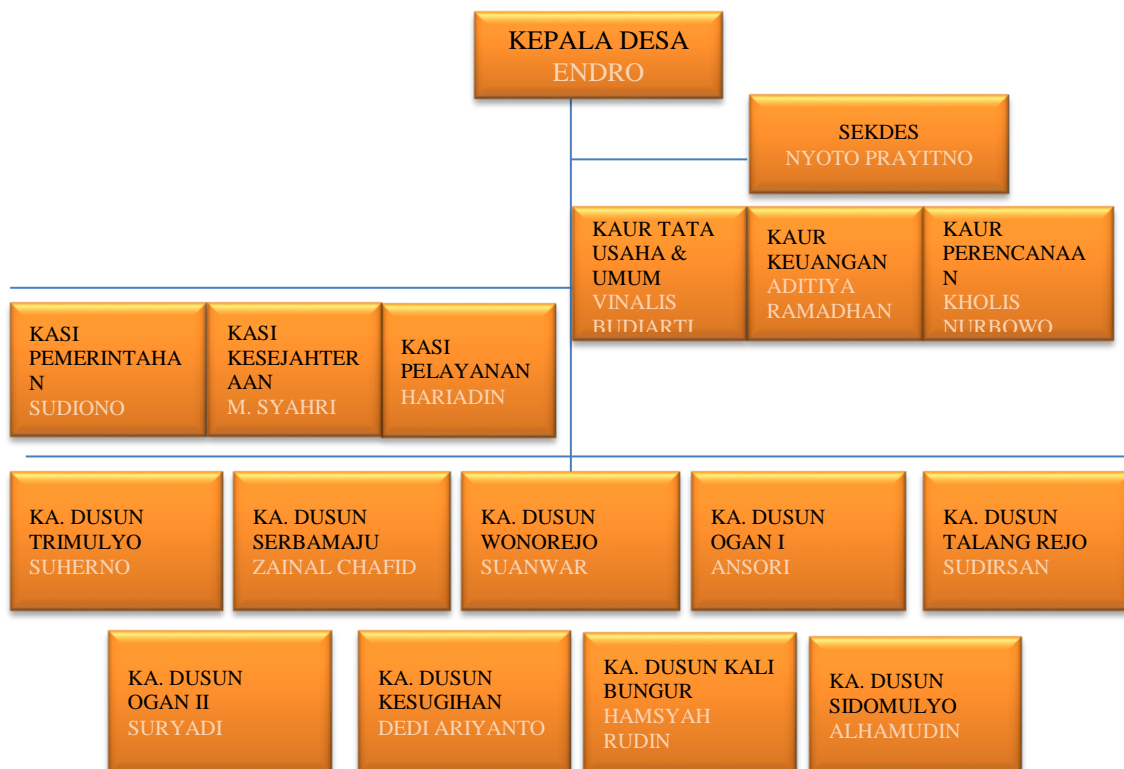 KEPALA DESA
ENDRO
SEKDES
NYOTO PRAYITNO
KAUR TATA
USAHA &
UMUM
VINALIS
BUDIARTI
KAUR
KEUANGAN
ADITIYA
RAMADHAN
KAUR
PERENCANAA
N
KHOLIS
NURBOWO
KASI
PEMERINTAHA
N
SUDIONO
KASI
KESEJAHTER
AAN
M. SYAHRI
KASI
PELAYANAN
HARIADIN
KA. DUSUN
TRIMULYO
SUHERNO
KA. DUSUN
SERBAMAJU
ZAINAL CHAFID
KA. DUSUN
WONOREJO
SUANWAR
KA. DUSUN
OGAN I
ANSORI
KA. DUSUN
TALANG REJO
SUDIRSAN
KA. DUSUN
OGAN II
SURYADI
KA. DUSUN
KESUGIHAN
DEDI ARIYANTO
KA. DUSUN KALI
BUNGUR
HAMSYAH
RUDIN
KA. DUSUN
SIDOMULYO
ALHAMUDIN